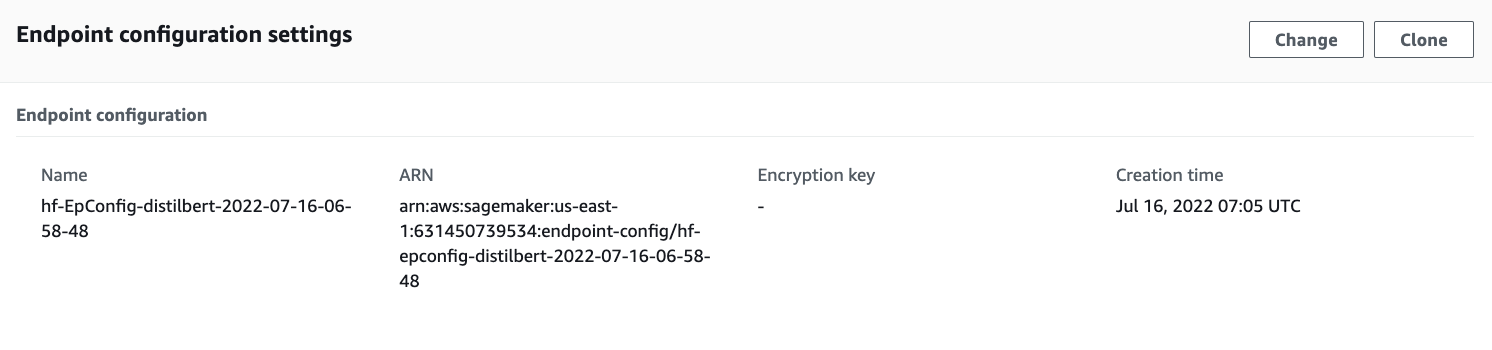 Endpoint configuration settings
Change
Clone
Endpoint configuration
Name
hf-EpConfig-distilbert-2022-07-16-06-
58-48
ARN
arn:aws:sagemaker:us-east-
1:631450739534:endpoint-config/hf-
epconfig-distilbert-2022-07-16-06-58-
48
Encryption key
-
Creation time
Jul 16, 2022 07:05 UTC